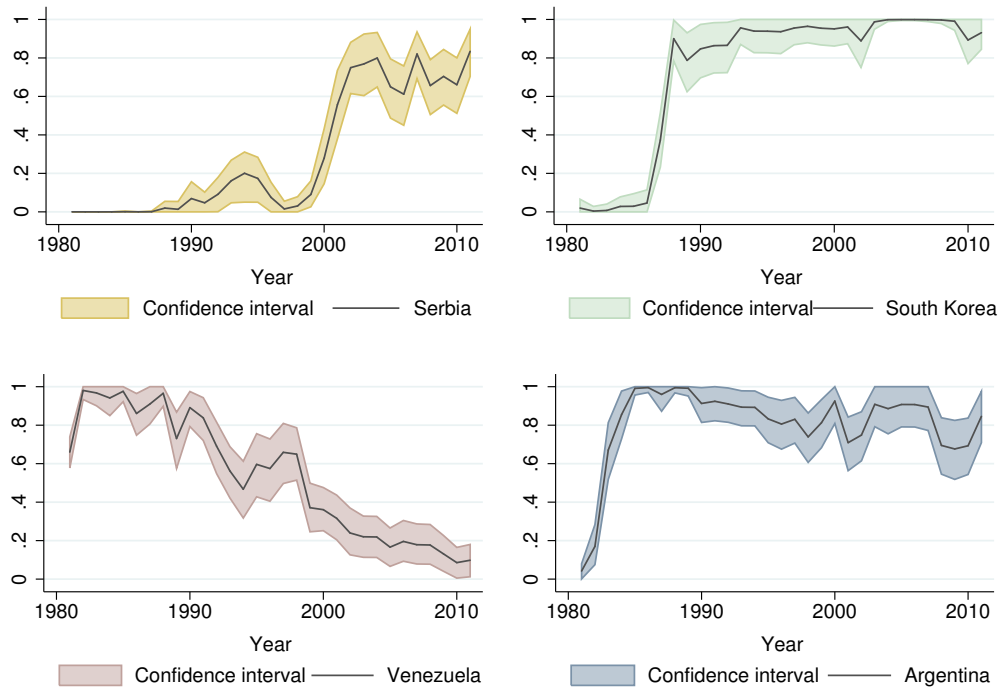 1
.8
.6
.4
.2
0
1980 1990 2000 2010
Year
Confidence interval Serbia
1
.8
.6
.4
.2
0
1980 1990 2000 2010
Year
Confidence interval South Korea
1
.8
.6
.4
.2
0
1980 1990 2000 2010
Year
Confidence interval Venezuela
1
.8
.6
.4
.2
0
1980 1990 2000 2010
Year
Confidence interval Argentina